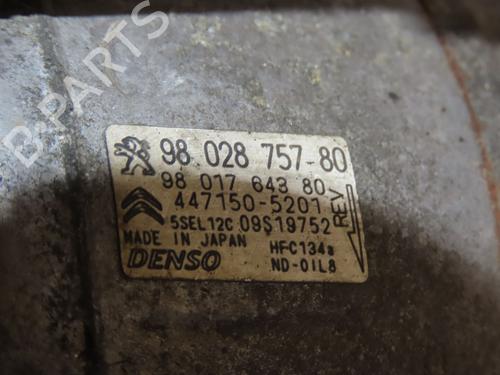 B-PARTS
98 028 757-80
98 017 643 80
447150-5201
5SEL12C 09S19752
REV
MADE IN JAPAN HFC134a
DENSO ND-OIL8